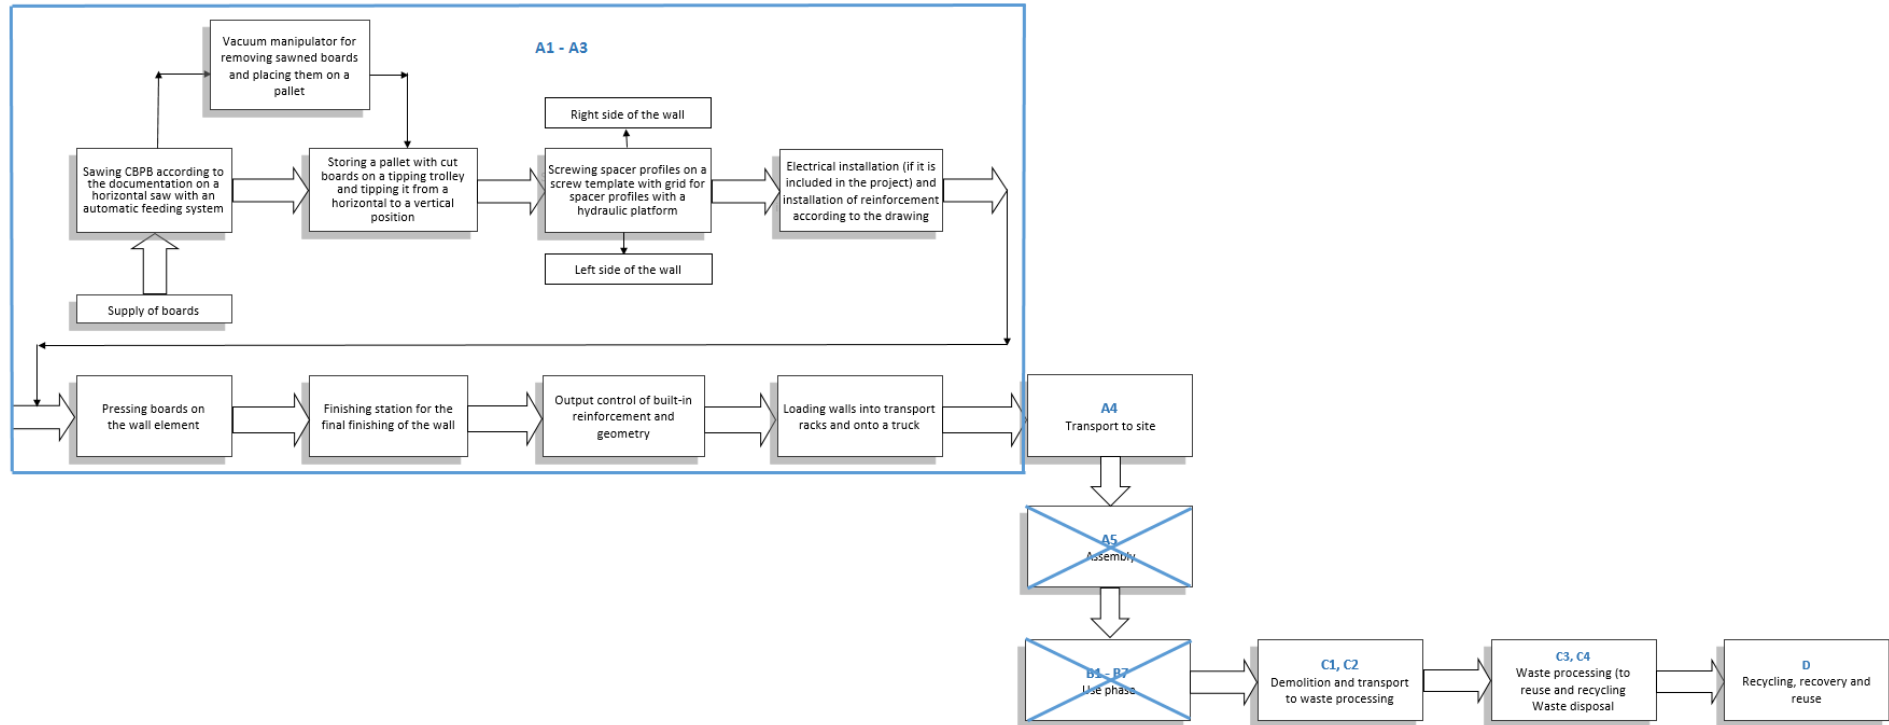 A1 - A3
Vacuum manipulator for
removing sawned boards
and placing them on a
pallet
Right side of the wall
Sawing CBPB according to
the documentation on a
horizontal saw with an
automatic feeding system
Storing a pallet with cut
boards on a tipping trolley
and tipping it from a
horizontal to a vertical
position
Screwing spacer profiles on a
screw template with grid for
spacer profiles with a
hydraulic platform
Electrical installation (if it is
included in the project) and
installation of reinforcement
according to the drawing
Left side of the wall
Supply of boards
Pressing boards on
the wall element
Finishing station for the
final finishing of the wall
Output control of built-in
reinforcement and
geometry
Loading walls into transport
racks and onto a truck
A4
Transport to site
A5
Assembly
B1 - B7
Use phase
C1, C2
Demolition and transport
to waste processing
C3, C4
Waste processing (to
reuse and recycling
Waste disposal
D
Recycling, recovery and
reuse